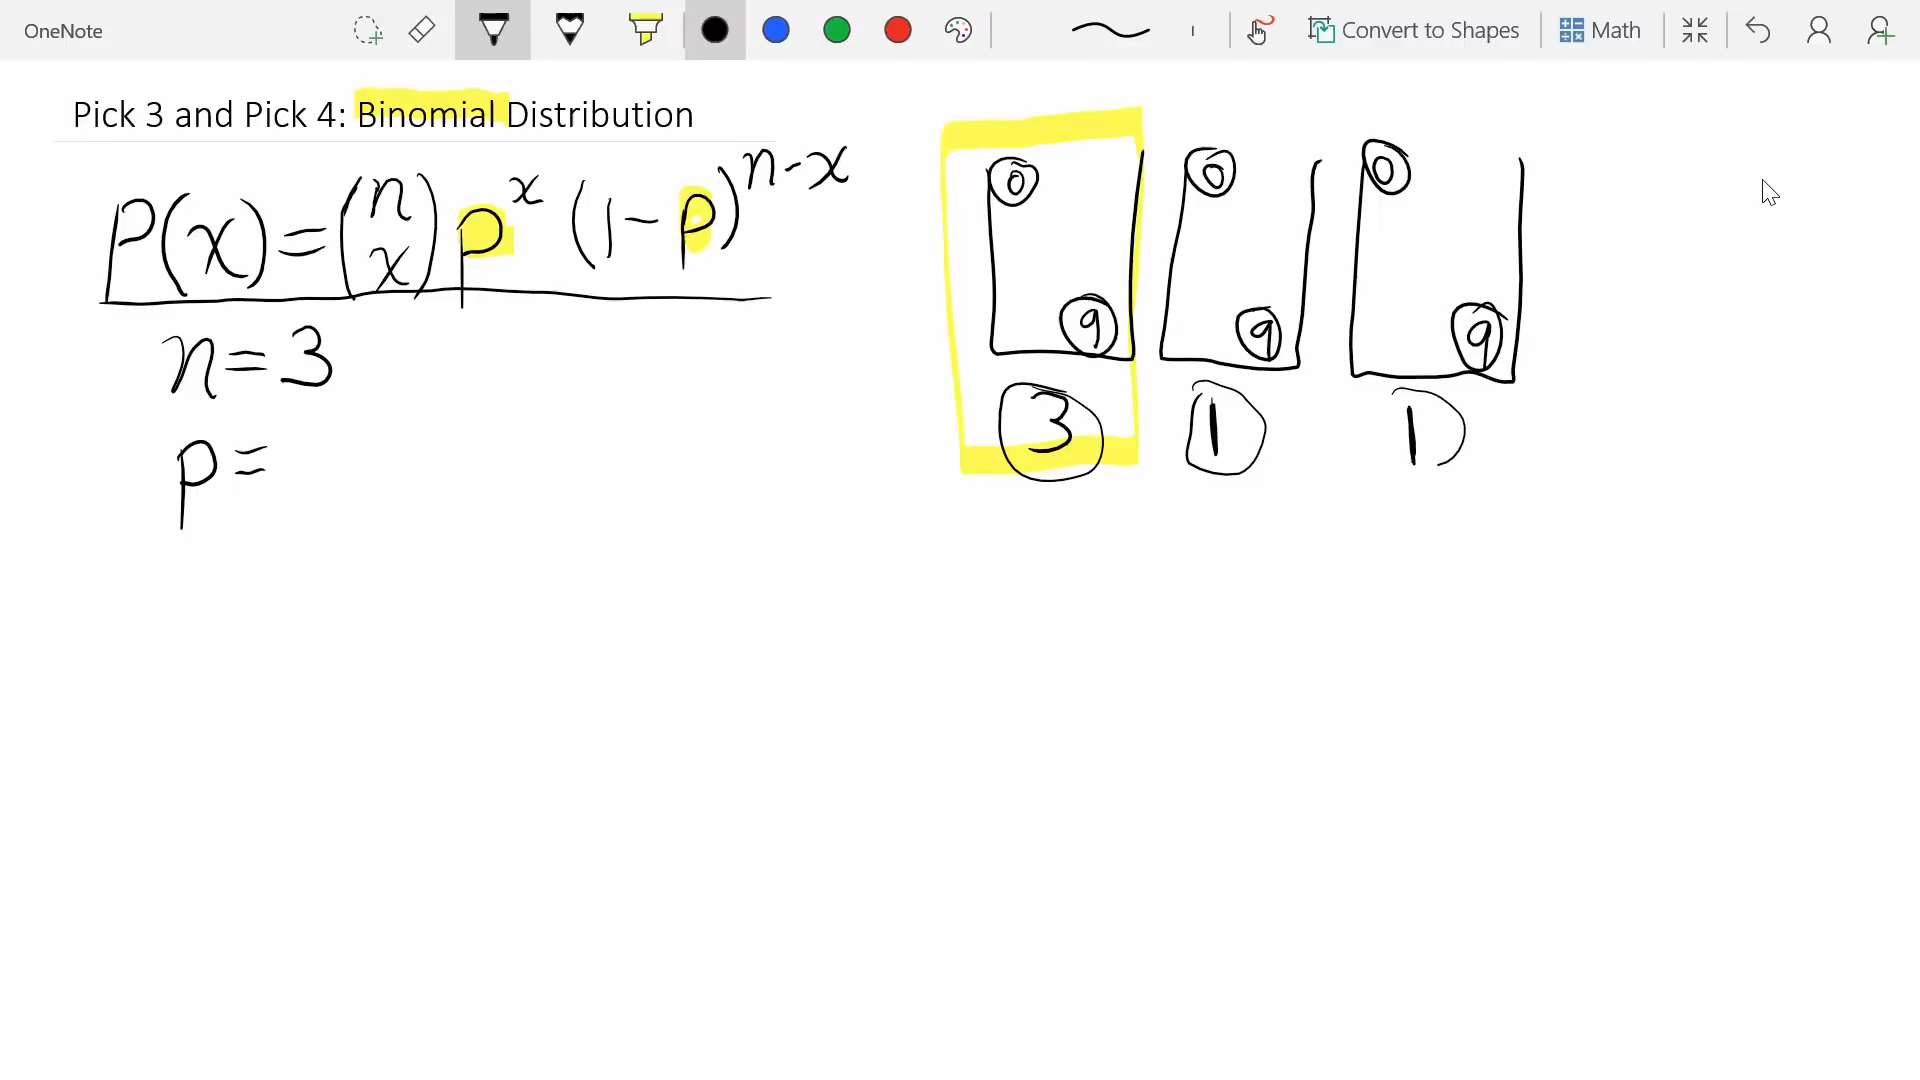 OneNote
Convert to Shapes
Math
Pick 3 and Pick 4: Binomial Distribution
P(x) = (n x) p^x (1 - p)^n-x
n = 3
p =
0 9 0 9 0 9
3 1 1